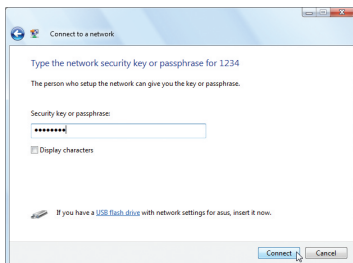 Connect to a network
Type the network security key or passphrase for 1234
The person who setup the network can give you the key or passphrase.
Security key or passphrase:
••••••••
Display characters
If you have a USB flash drive with network settings for asus, insert it now.
Connect Cancel